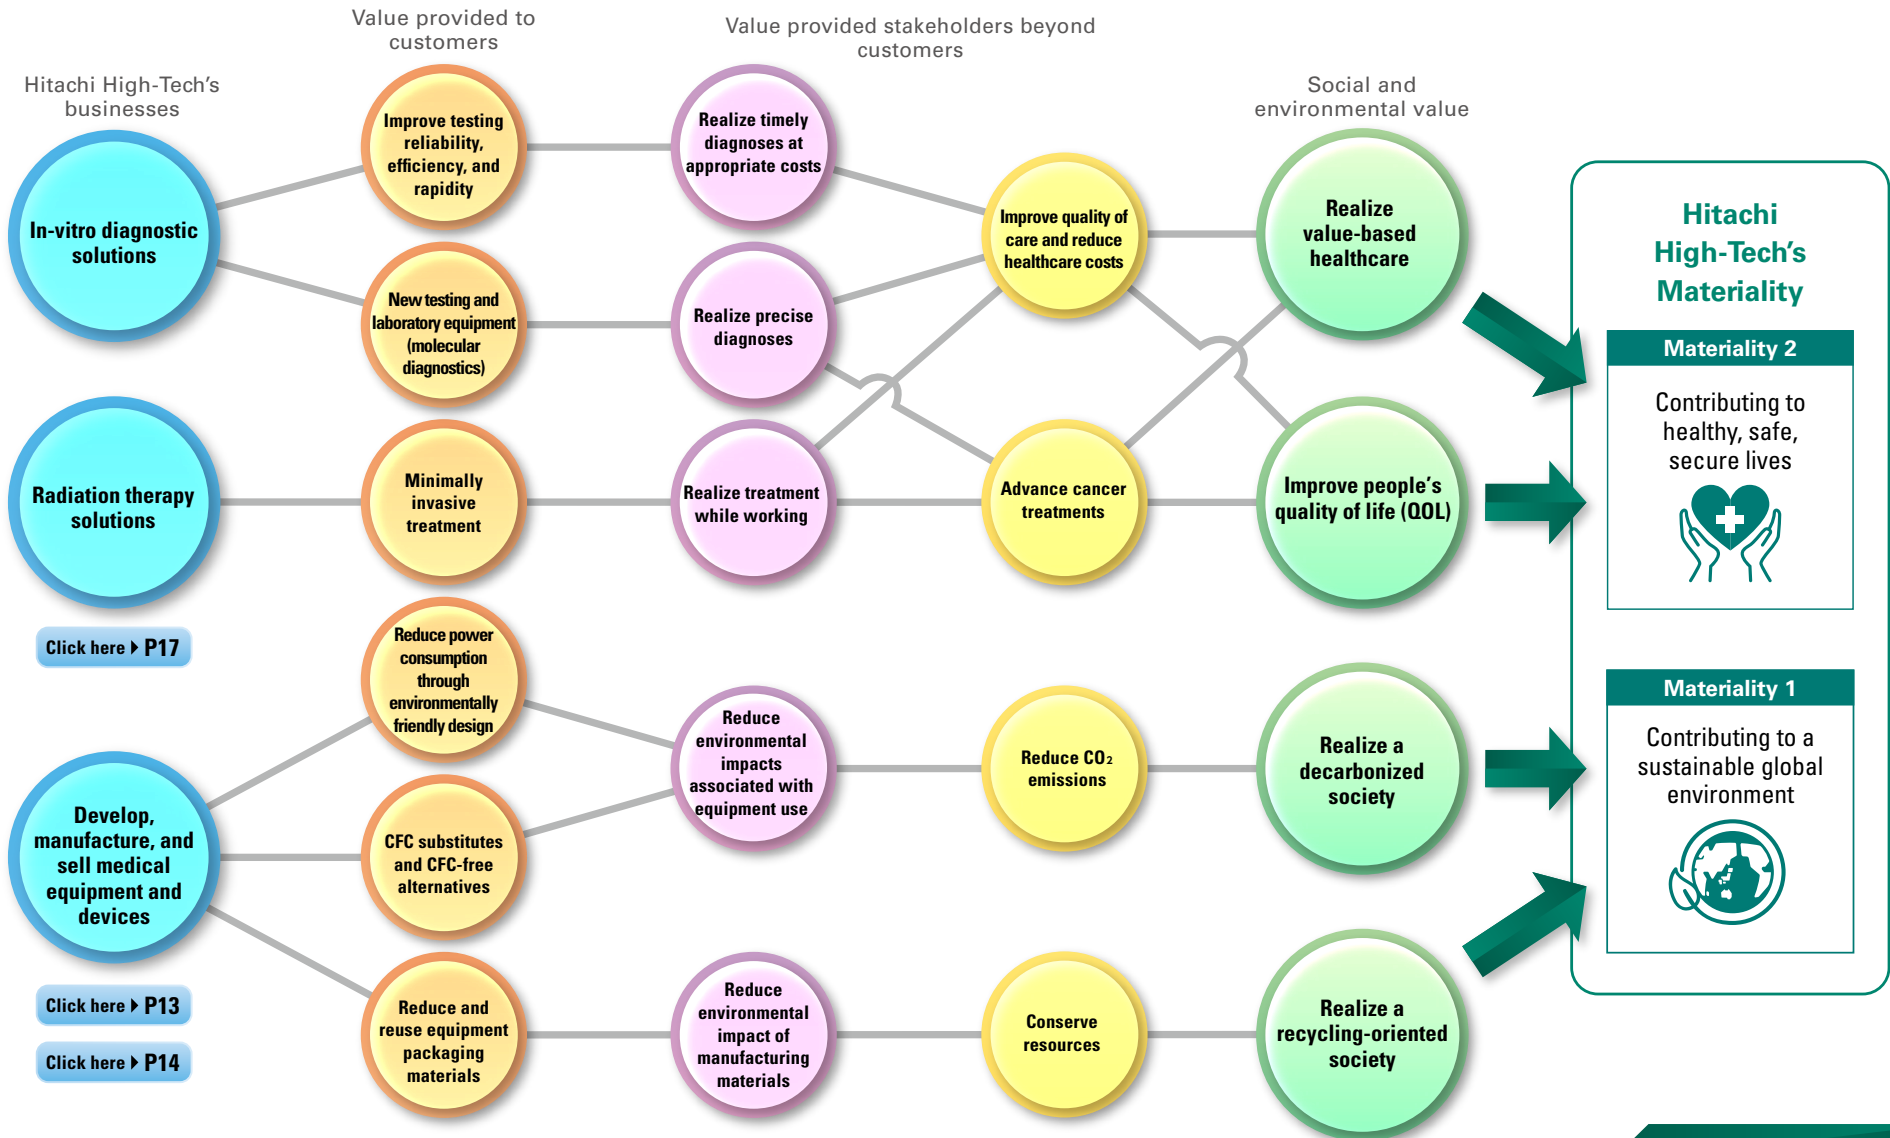 Value provided to
customers
Value provided stakeholders beyond
customers
Hitachi High-Tech's
businesses
Social and
environmental value
In-vitro diagnostic
solutions
Improve testing
reliability,
efficiency, and
rapidity
New testing and
laboratory equipment
(molecular
diagnostics)
Realize timely
diagnoses at
appropriate costs
Realize precise
diagnoses
Improve quality of
care and reduce
healthcare costs
Realize
value-based
healthcare
Radiation therapy
solutions
Click here P17
Minimally
invasive
treatment
Realize treatment
while working
Advance cancer
treatments
Improve people's
quality of life (QOL)
Develop,
manufacture, and
sell medical
equipment and
devices
Click here P13
Click here P14
Reduce power
consumption
through
environmentally
friendly design
CFC substitutes
and CFC-free
alternatives
Reduce and
reuse equipment
packaging
materials
Reduce
environmental
impacts
associated with
equipment use
Reduce
environmental
impact of
manufacturing
materials
Reduce CO₂
emissions
Conserve
resources
Realize a
decarbonized
society
Realize a
recycling-oriented
society
Hitachi
High-Tech's
Materiality
Materiality 2
Contributing to
healthy, safe,
secure lives
Materiality 1
Contributing to a
sustainable global
environment